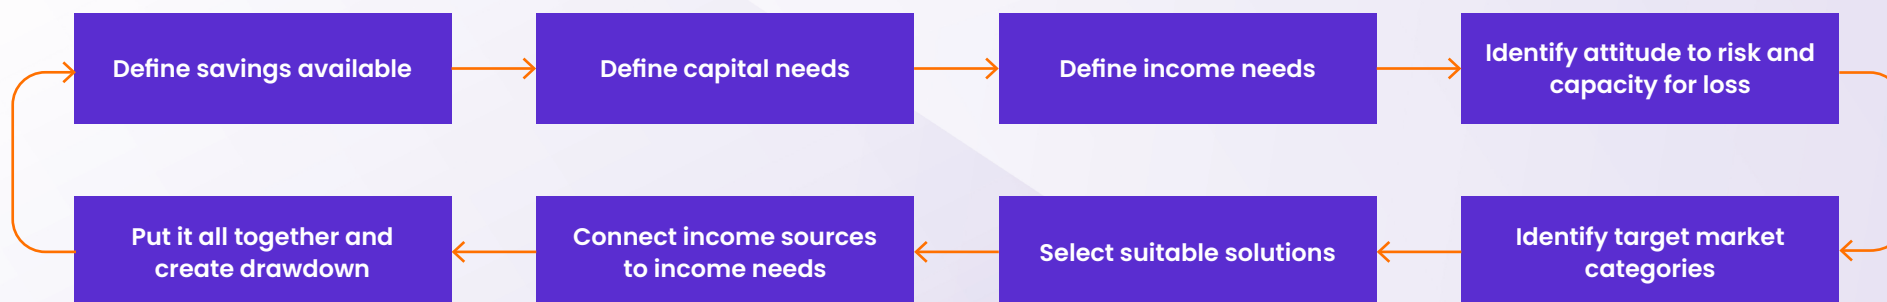 Define savings available
Define capital needs
Define income needs
Identify attitude to risk and
capacity for loss
Identify target market
categories
Select suitable solutions
Connect income sources
to income needs
Put it all together and
create drawdown